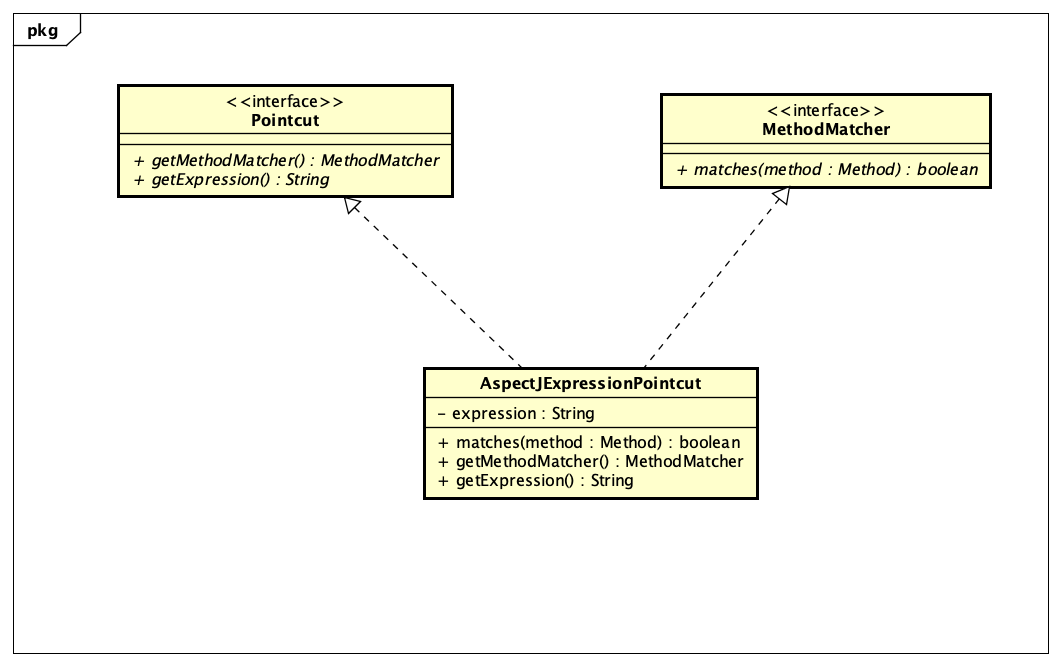 pkg
<<interface>>
Pointcut
+ getMethodMatcher() : MethodMatcher
+ getExpression() : String
<<interface>>
MethodMatcher
+ matches(method : Method) : boolean
AspectJExpressionPointcut
- expression : String
+ matches(method : Method) : boolean
+ getMethodMatcher() : MethodMatcher
+ getExpression() : String